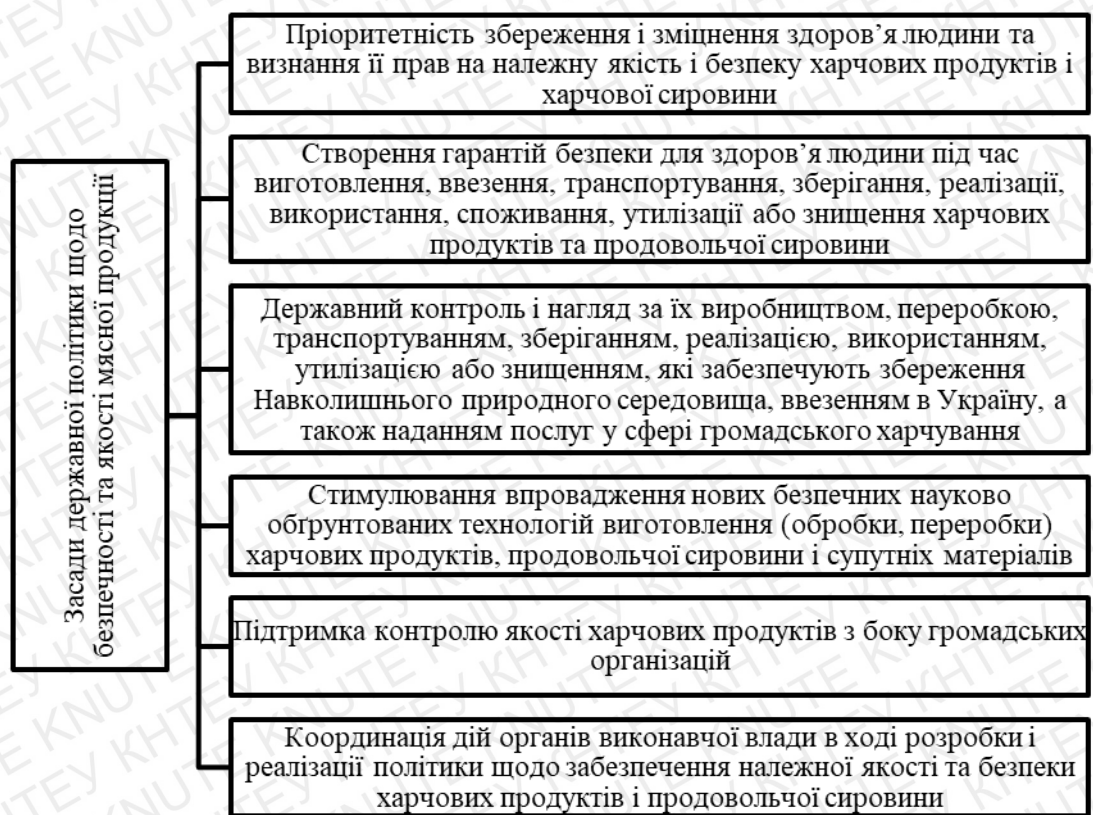 Засади державної політики щодо
безпечності та якості мясної продукції
Пріоритетність збереження і зміцнення здоров’я людини та
визнання її прав на належну якість і безпеку харчових продуктів і
харчової сировини
Створення гарантій безпеки для здоров’я людини під час
виготовлення, ввезення, транспортування, зберігання, реалізації,
використання, споживання, утилізації або знищення харчових
продуктів та продовольчої сировини
Державний контроль і нагляд за їх виробництвом, переробкою,
транспортуванням, зберіганням, реалізацією, використанням,
утилізацією або знищенням, які забезпечують збереження
Навколишнього природного середовища, ввезенням в Україну, а
також наданням послуг у сфері громадського харчування
Стимулювання впровадження нових безпечних науково
обґрунтованих технологій виготовлення (обробки, переробки)
харчових продуктів, продовольчої сировини і супутніх матеріалів
Підтримка контролю якості харчових продуктів з боку громадських
організацій
Координація дій органів виконавчої влади в ході розробки і
реалізації політики щодо забезпечення належної якості та безпеки
харчових продуктів і продовольчої сировини